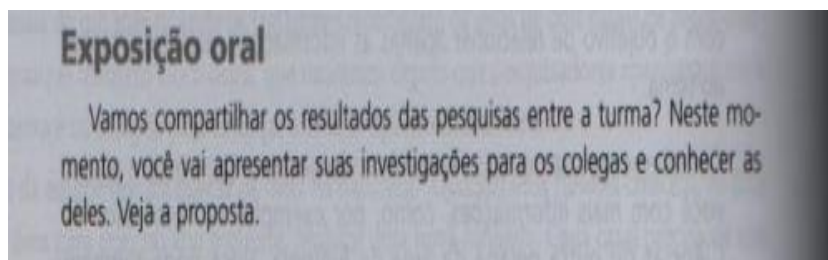 Exposição oral
Vamos compartilhar os resultados das pesquisas entre a turma? Neste mo-
mento, você vai apresentar suas investigações para os colegas e conhecer as
deles. Veja a proposta.